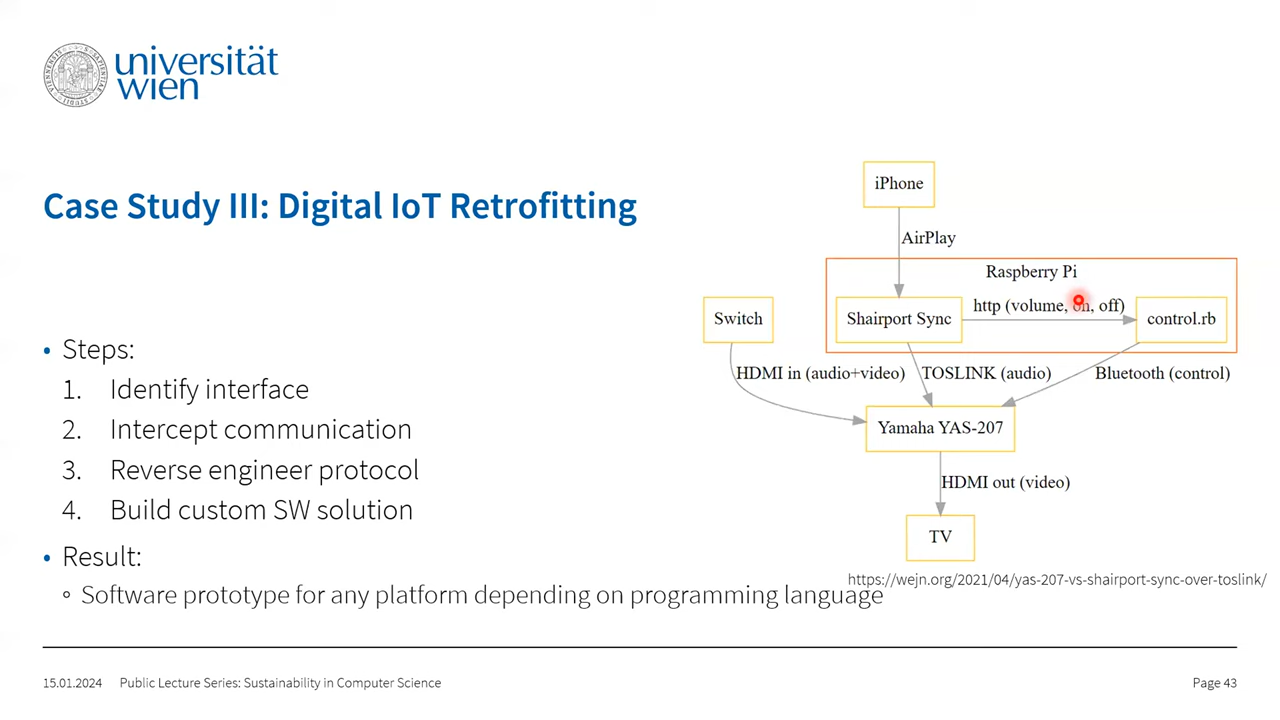 universität
wien
Case Study III: Digital IoT Retrofitting
• Steps:
1. Identify interface
2. Intercept communication
3. Reverse engineer protocol
4. Build custom SW solution
• Result:
◦ Software prototype for any platform depending on programming language
iPhone
AirPlay
Raspberry Pi
Switch
Shairport Sync
http (volume, on, off)
control.rb
HDMI in (audio+video)
TOSLINK (audio)
Bluetooth (control)
Yamaha YAS-207
HDMI out (video)
TV
https://wejn.org/2021/04/yas-207-vs-shairport-sync-over-toslink/
15.01.2024 Public Lecture Series: Sustainability in Computer Science Page 43